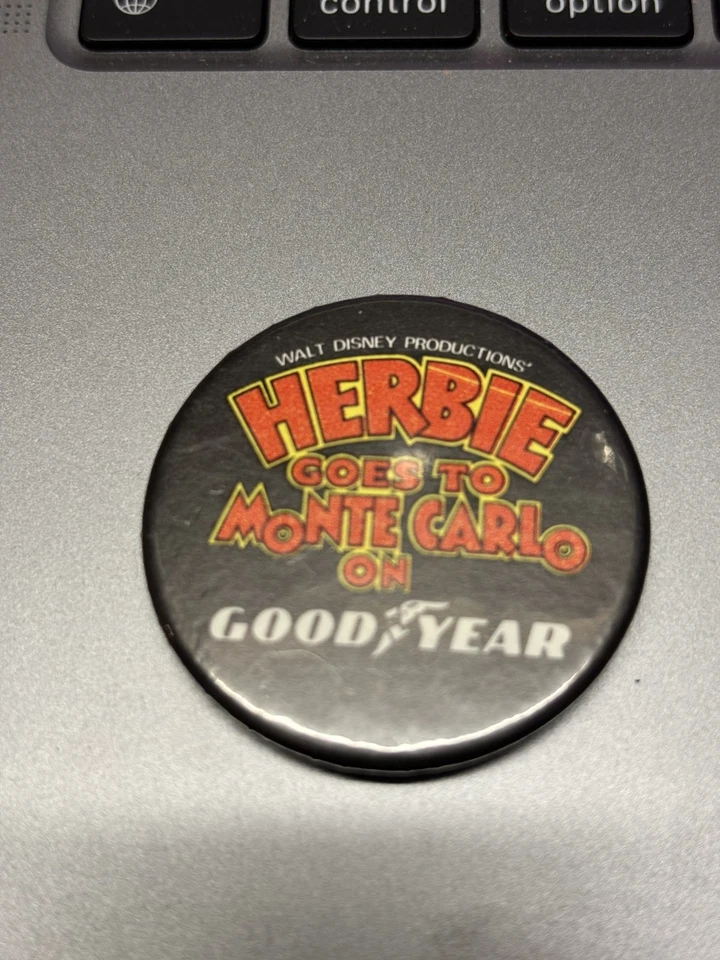 control
option
WALT DISNEY PRODUCTIONS'
HERBIE
GOES TO
MONTE CARLO
ON
GOODYEAR